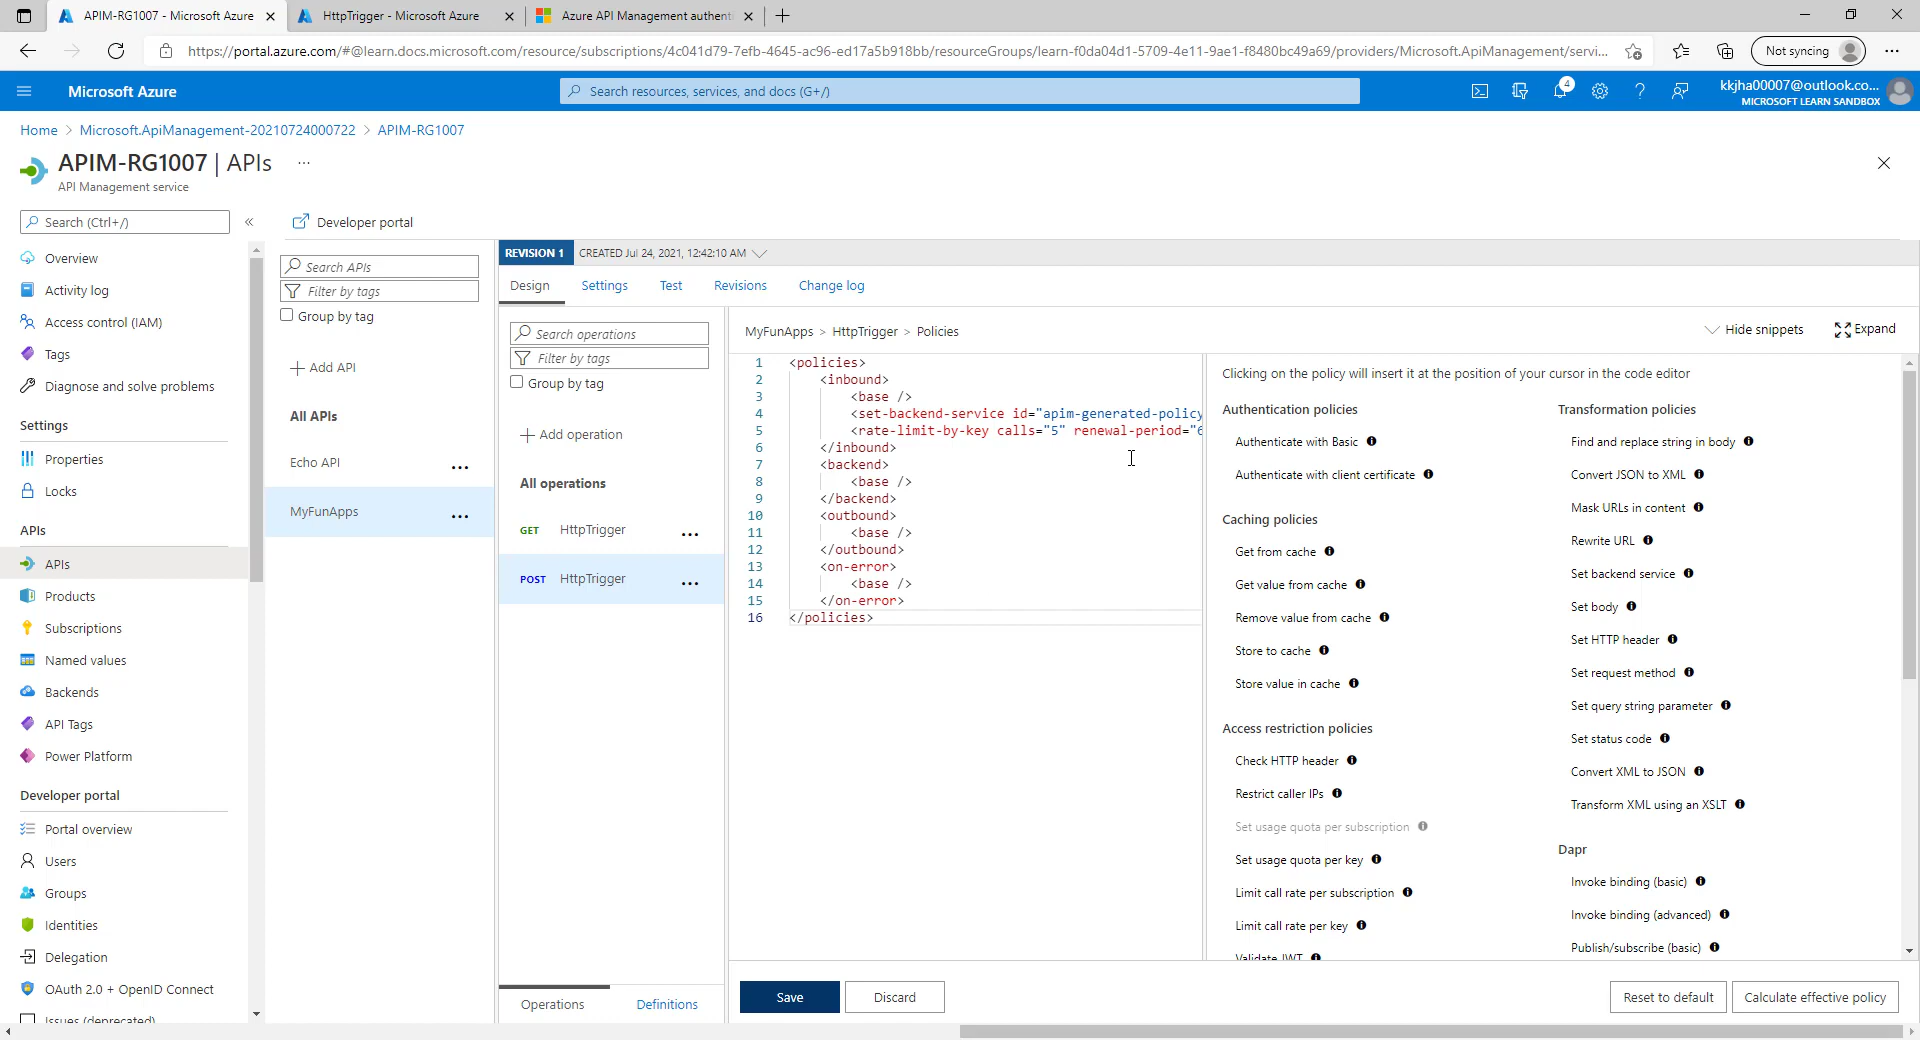 APIM-RG1007 - Microsoft Azure
HttpTrigger - Microsoft Azure
Azure API Management authenti
https://portal.azure.com/#@learn.docs.microsoft.com/resource/subscriptions/4c041d79-7efb-4645-ac96-ed17a5b918bb/resourceGroups/learn-f0da04d1-5709-4e11-9ae1-f8480bc49a69/providers/Microsoft.ApiManagement/servi...
Not syncing
Microsoft Azure
Search resources, services, and docs (G+/)
4
kkjha00007@outlook.co...
MICROSOFT LEARN SANDBOX
Home > Microsoft.ApiManagement-20210724000722 > APIM-RG1007
APIM-RG1007 | APIs ...
API Management service
Search (Ctrl+/)
Overview
Activity log
Access control (IAM)
Tags
Diagnose and solve problems
Settings
Properties
Locks
APIs
APIs
Products
Subscriptions
Named values
Backends
API Tags
Power Platform
Developer portal
Portal overview
Users
Groups
Identities
Delegation
OAuth 2.0 + OpenID Connect
Issues (deprecated)
Developer portal
Search APIs
Filter by tags
Group by tag
Add API
All APIs
Echo API
MyFunApps
REVISION 1
CREATED Jul 24, 2021, 12:42:10 AM
Design
Settings
Test
Revisions
Change log
Search operations
Filter by tags
Group by tag
Add operation
All operations
GET HttpTrigger
POST HttpTrigger
Operations
Definitions
MyFunApps > HttpTrigger > Policies
Hide snippets
Expand
1 <policies>
2 <inbound>
3 <base />
4 <set-backend-service id="apim-generated-policy
5 <rate-limit-by-key calls="5" renewal-period="6
6 </inbound>
7 <backend>
8 <base />
9 </backend>
10 <outbound>
11 <base />
12 </outbound>
13 <on-error>
14 <base />
15 </on-error>
16 </policies>
Clicking on the policy will insert it at the position of your cursor in the code editor
Authentication policies
Authenticate with Basic
Authenticate with client certificate
Caching policies
Get from cache
Get value from cache
Remove value from cache
Store to cache
Store value in cache
Access restriction policies
Check HTTP header
Restrict caller IPs
Set usage quota per subscription
Set usage quota per key
Limit call rate per subscription
Limit call rate per key
Validate JWT
Transformation policies
Find and replace string in body
Convert JSON to XML
Mask URLs in content
Rewrite URL
Set backend service
Set body
Set HTTP header
Set request method
Set query string parameter
Set status code
Convert XML to JSON
Transform XML using an XSLT
Dapr
Invoke binding (basic)
Invoke binding (advanced)
Publish/subscribe (basic)
Save
Discard
Reset to default
Calculate effective policy